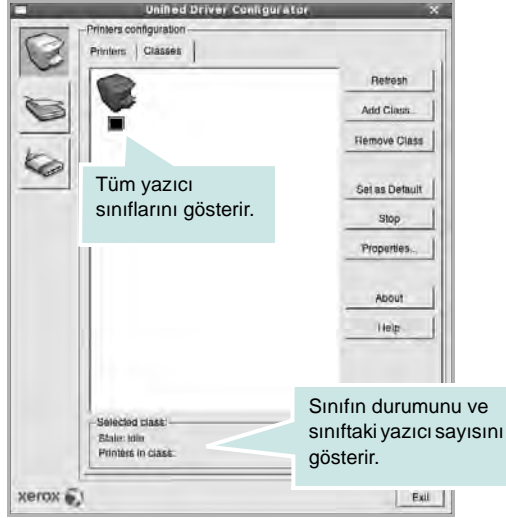 Unified Driver Configurator
Printers configuration
Printers Classes
Refresh
Add Class...
Remove Class
Tüm yazıcı
sınıflarını gösterir.
Set as Default
Stop
Properties...
About
Help
Sınıfın durumunu ve
sınıftaki yazıcı sayısını
gösterir.
Selected class:
State: Idle
Printers in class:
xerox
Exit